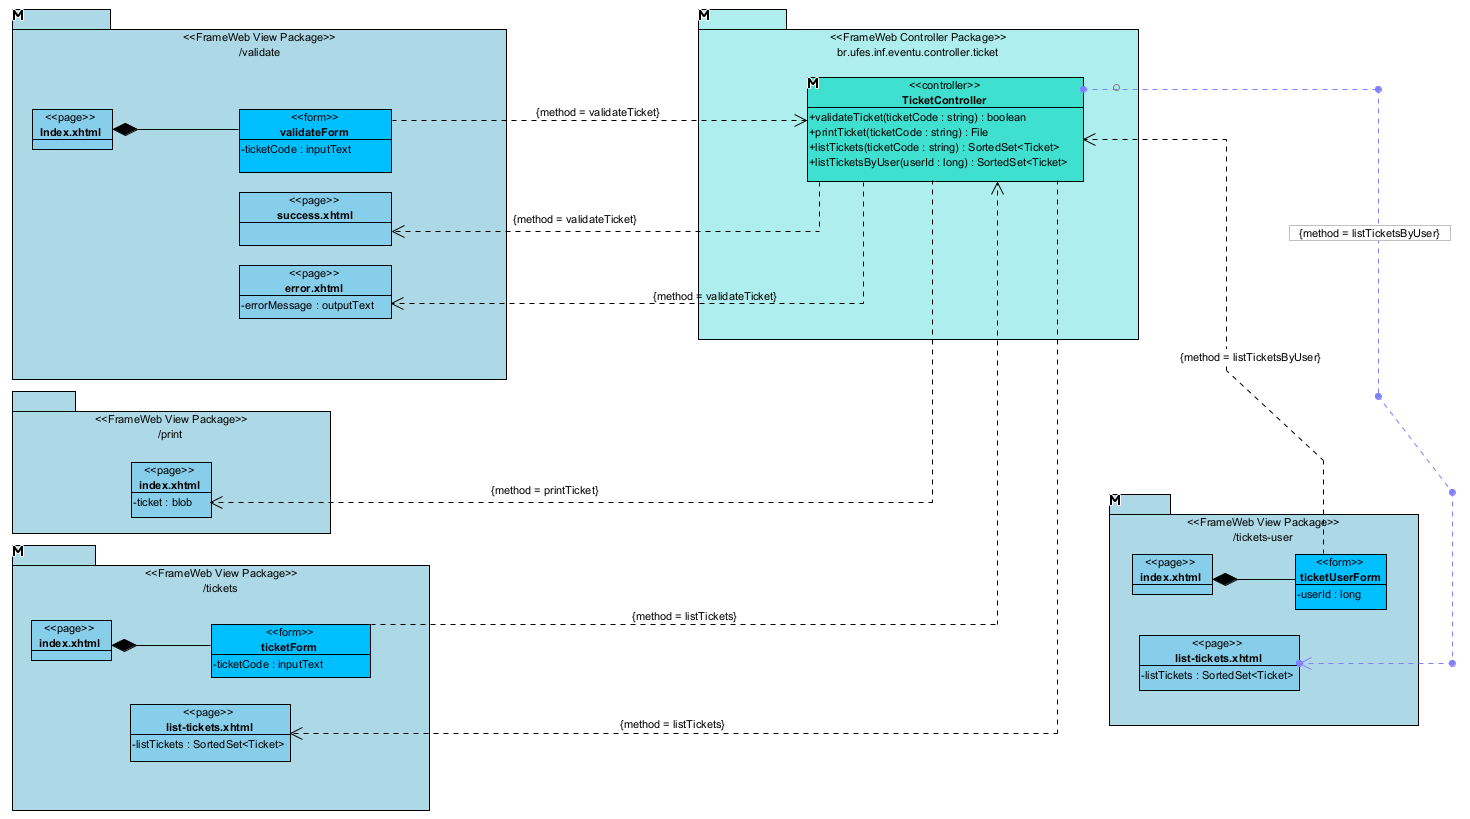 M
<<FrameWeb View Package>>
/validate
<<page>>
Index.xhtml
<<form>>
validateForm
-ticketCode : inputText
<<page>>
success.xhtml
<<page>>
error.xhtml
-errorMessage : outputText
{method = validateTicket}
{method = validateTicket}
{method = validateTicket}
M
<<FrameWeb Controller Package>>
br.ufes.inf.eventu.controller.ticket
M
<<controller>>
TicketController
+validateTicket(ticketCode : string) : boolean
+printTicket(ticketCode : string) : File
+listTickets(ticketCode : string) : SortedSet<Ticket>
+listTicketsByUser(userId : long) : SortedSet<Ticket>
{method = listTicketsByUser}
{method = listTicketsByUser}
<<FrameWeb View Package>>
/print
<<page>>
index.xhtml
-ticket : blob
{method = printTicket}
M
<<FrameWeb View Package>>
/tickets
<<page>>
index.xhtml
<<form>>
ticketForm
-ticketCode : inputText
<<page>>
list-tickets.xhtml
-listTickets : SortedSet<Ticket>
{method = listTickets}
{method = listTickets}
M
<<FrameWeb View Package>>
/tickets-user
<<page>>
index.xhtml
<<form>>
ticketUserForm
-userId : long
<<page>>
list-tickets.xhtml
-listTickets : SortedSet<Ticket>